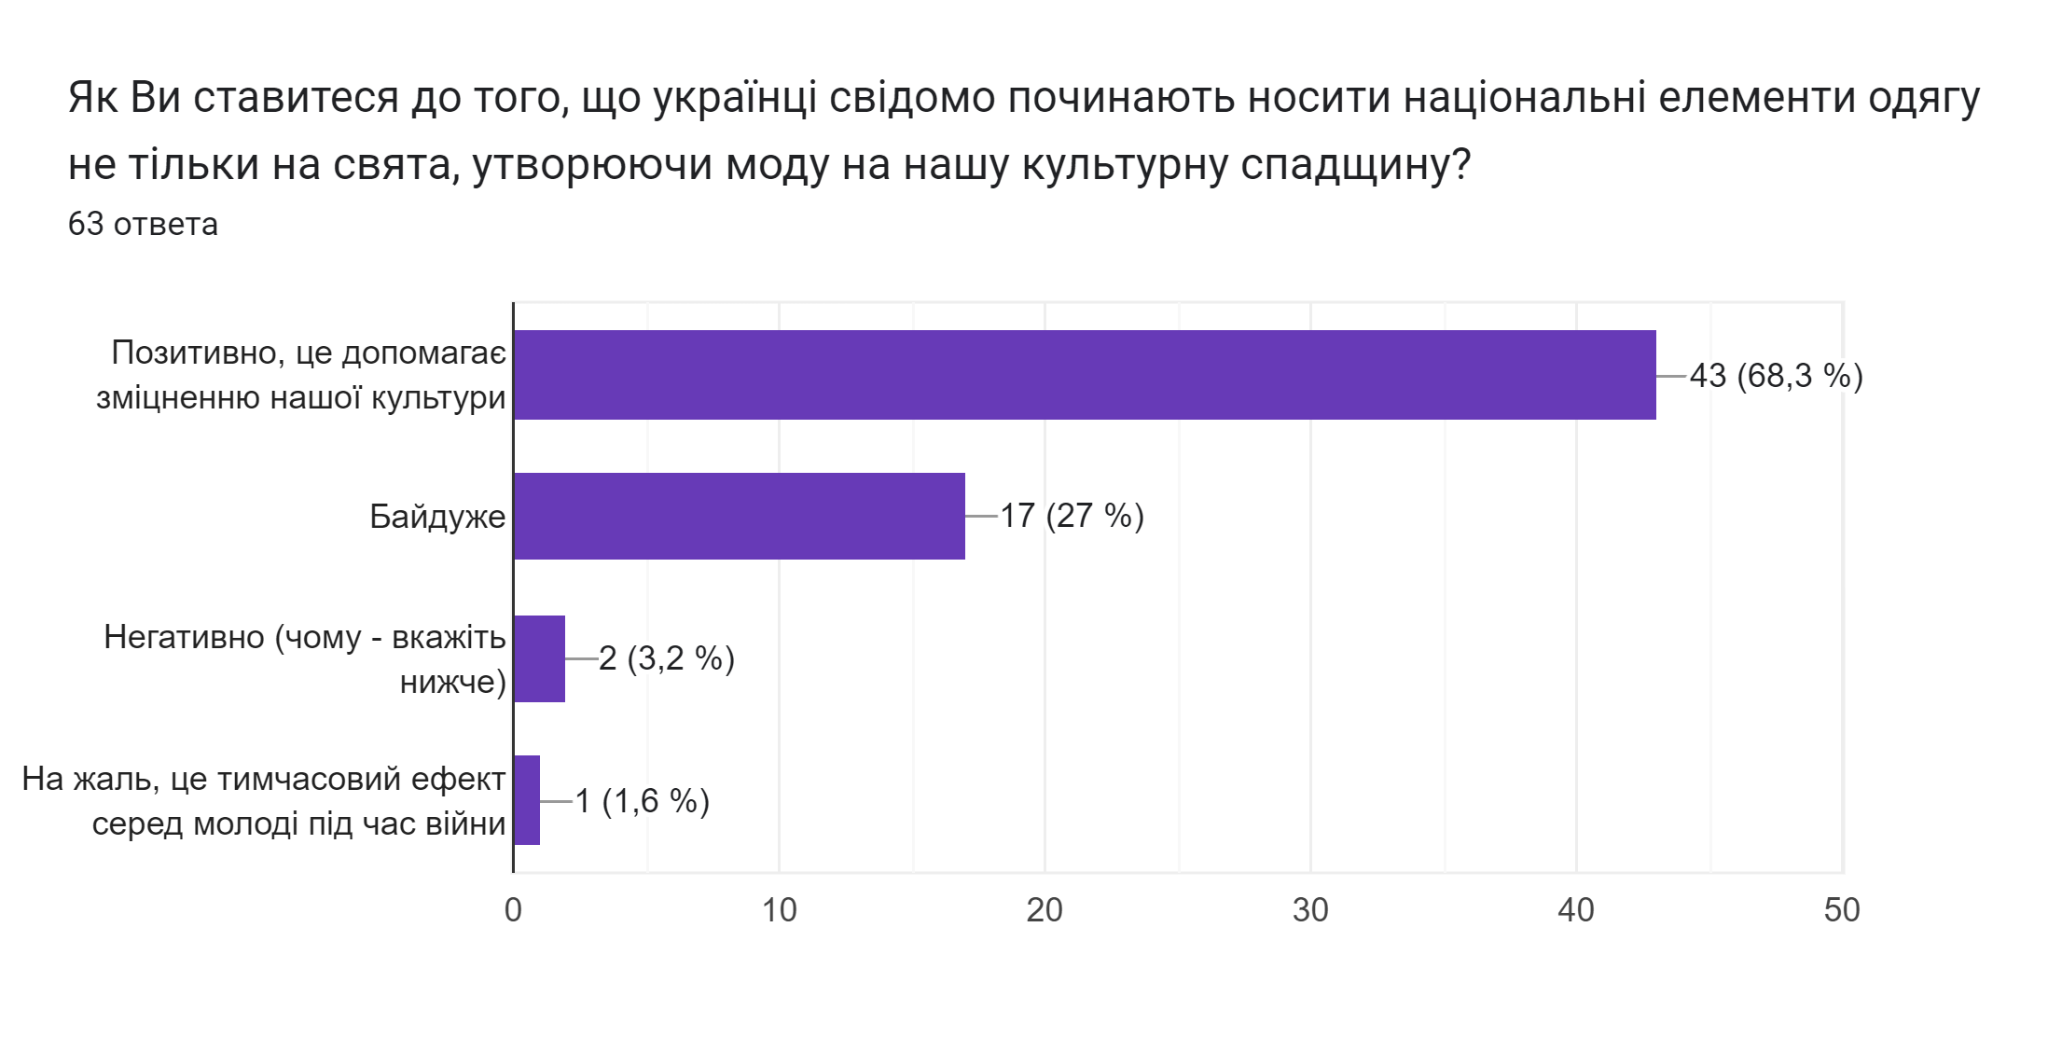 Як Ви ставитеся до того, що українці свідомо починають носити національні елементи одягу
не тільки на свята, утворюючи моду на нашу культурну спадщину?
63 ответа
Позитивно, це допомагає
зміцненню нашої культури
43 (68,3 %)
Байдуже
17 (27 %)
Негативно (чому - вкажіть
нижче)
2 (3,2 %)
На жаль, це тимчасовий ефект
серед молоді під час війни
1 (1,6 %)
0 10 20 30 40 50